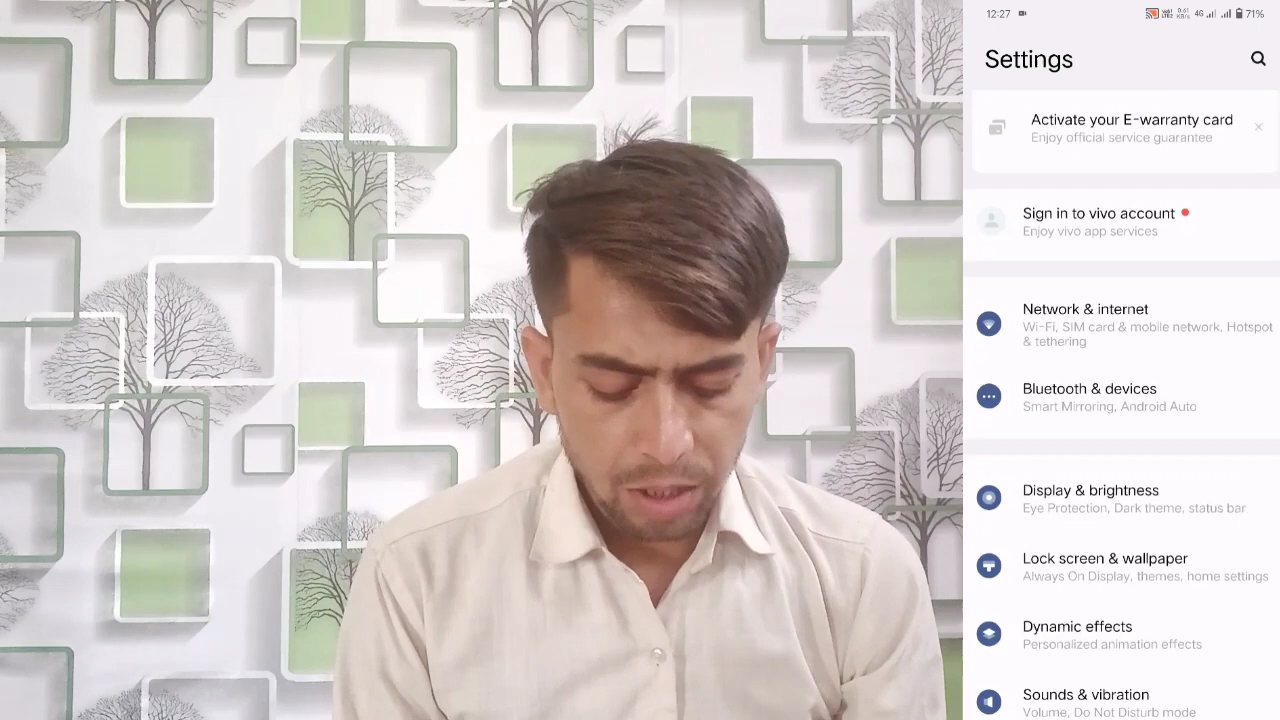 12:27
4G
71%
Settings
Activate your E-warranty card
Enjoy official service guarantee
Sign in to vivo account
Enjoy vivo app services
Network & internet
Wi-Fi, SIM card & mobile network, Hotspot
& tethering
Bluetooth & devices
Smart Mirroring, Android Auto
Display & brightness
Eye Protection, Dark theme, status bar
Lock screen & wallpaper
Always On Display, themes, home settings
Dynamic effects
Personalized animation effects
Sounds & vibration
Volume, Do Not Disturb mode